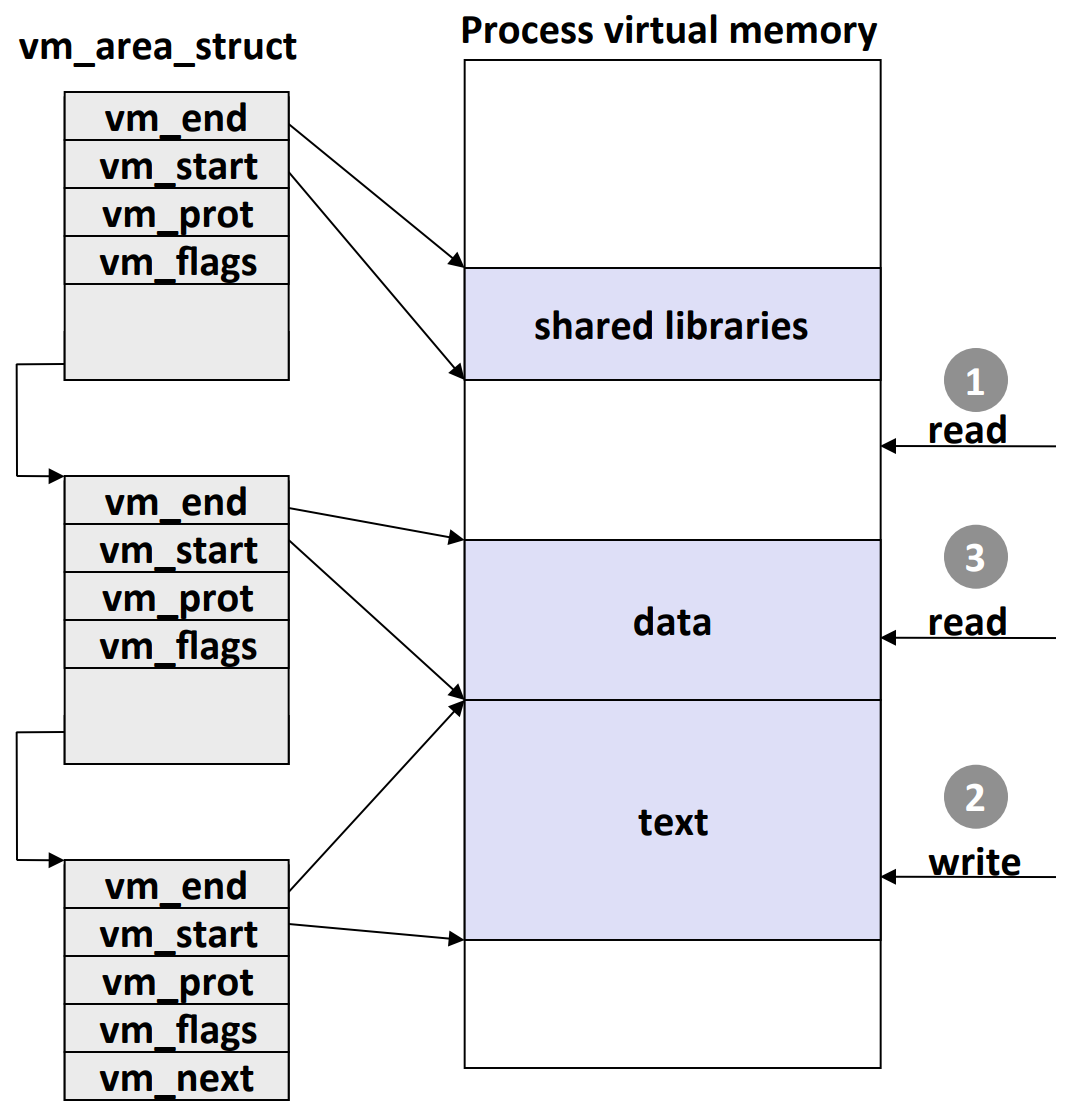 vm_area_struct
Process virtual memory
vm_end
vm_start
vm_prot
vm_flags
shared libraries
1
read
vm_end
vm_start
vm_prot
vm_flags
data
3
read
text
2
write
vm_end
vm_start
vm_prot
vm_flags
vm_next